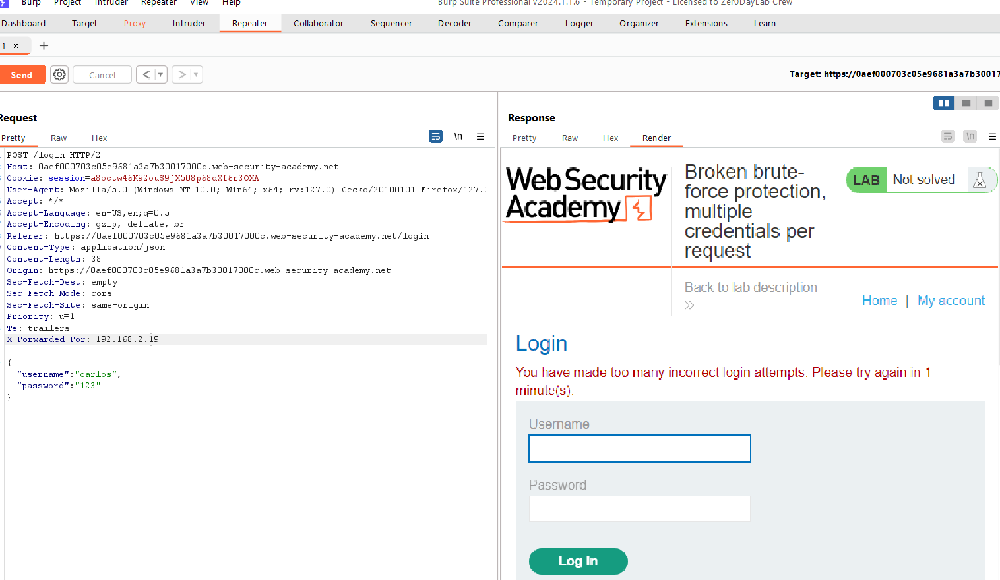 Burp Project Intruder Repeater View Help Burp Suite Professional v2024.1.1.6 - Temporary Project - Licensed to Zer0DayLab Crew
Dashboard Target Proxy Intruder Repeater Collaborator Sequencer Decoder Comparer Logger Organizer Extensions Learn
1 × +
Send Cancel < > Target: https://0aef000703c05e9681a3a7b30017
Request
Pretty Raw Hex \n
POST /login HTTP/2
Host: 0aef000703c05e9681a3a7b30017000c.web-security-academy.net
Cookie: session=a8octw46K92ouS9jX508p68dXf6r3OXA
User-Agent: Mozilla/5.0 (Windows NT 10.0; Win64; x64; rv:127.0) Gecko/20100101 Firefox/127.0
Accept: */*
Accept-Language: en-US,en;q=0.5
Accept-Encoding: gzip, deflate, br
Referer: https://0aef000703c05e9681a3a7b30017000c.web-security-academy.net/login
Content-Type: application/json
Content-Length: 38
Origin: https://0aef000703c05e9681a3a7b30017000c.web-security-academy.net
Sec-Fetch-Dest: empty
Sec-Fetch-Mode: cors
Sec-Fetch-Site: same-origin
Priority: u=1
Te: trailers
X-Forwarded-For: 192.168.2.19
{
"username":"carlos",
"password":"123"
}
Response
Pretty Raw Hex Render \n
Web Security
Academy
Broken brute-
force protection,
multiple
credentials per
request
LAB Not solved
Back to lab description
»
Home | My account
Login
You have made too many incorrect login attempts. Please try again in 1
minute(s).
Username
Password
Log in